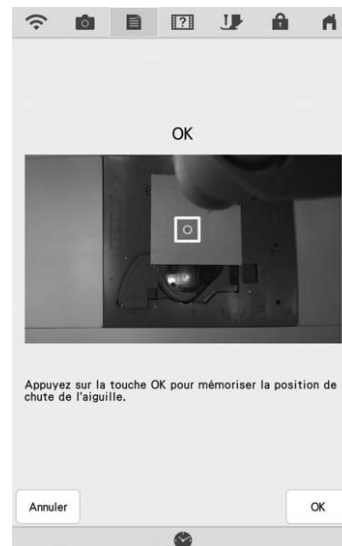 OK
Appuyez sur la touche OK pour mémoriser la position de
chute de l'aiguille.
Annuler
OK